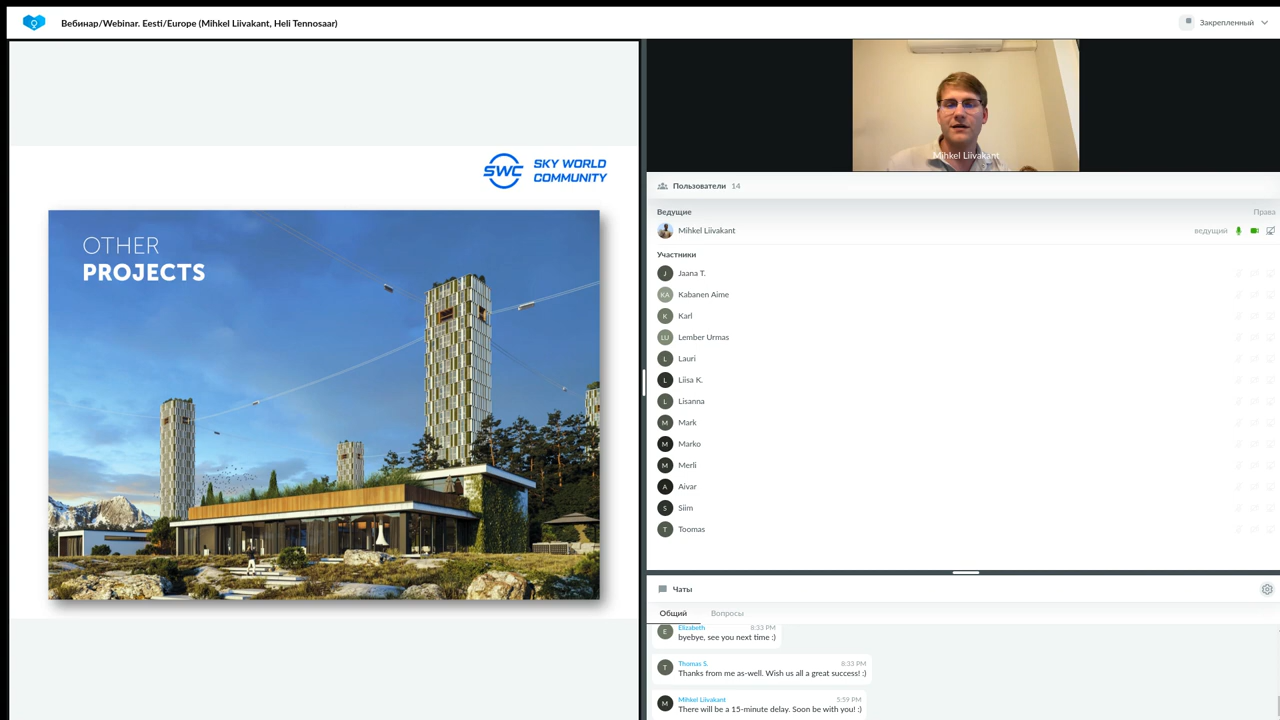 Вебинар/Webinar. Eesti/Europe (Mihkel Liivakant, Heli Tennosaar)
Закрепленный
SWC
SKY WORLD
COMMUNITY
OTHER
PROJECTS
Mihkel Liivakant
Пользователи 14
Ведущие Права
Mihkel Liivakant ведущий
Участники
J Jaana T.
KA Kabanen Aime
K Karl
LU Lember Urmas
L Lauri
L Liisa K.
L Lisanna
M Mark
M Marko
M Merli
A Aivar
S Siim
T Toomas
Чаты
Общий Вопросы
E Elizabeth 8:33 PM
byebye, see you next time :)
T Thomas S. 8:33 PM
Thanks from me as-well. Wish us all a great success! :)
M Mihkel Liivakant 5:59 PM
There will be a 15-minute delay. Soon be with you! :)